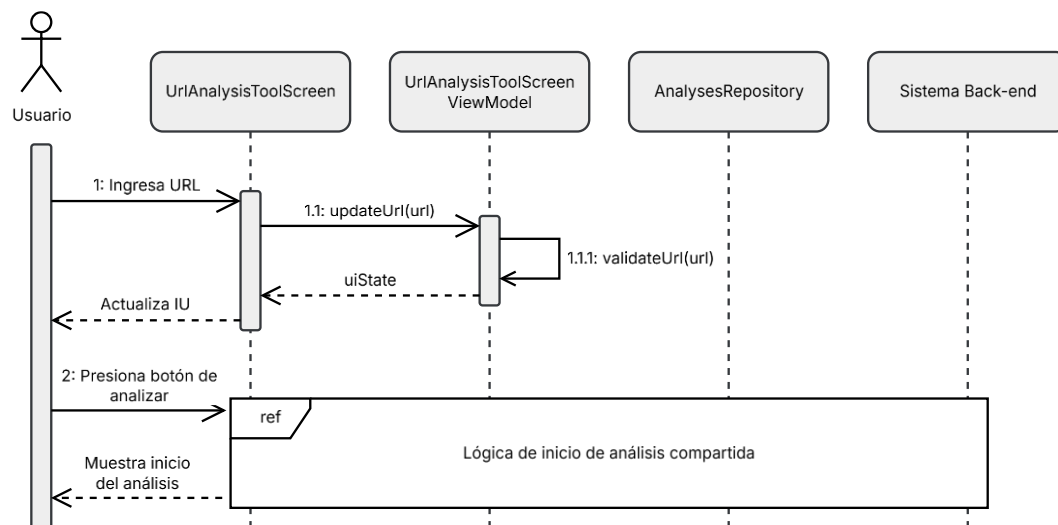 Usuario
UrlAnalysisToolScreen
UrlAnalysisToolScreen
ViewModel
AnalysesRepository
Sistema Back-end
1: Ingresa URL
1.1: updateUrl(url)
1.1.1: validateUrl(url)
uiState
Actualiza IU
2: Presiona botón de
analizar
ref
Lógica de inicio de análisis compartida
Muestra inicio
del análisis